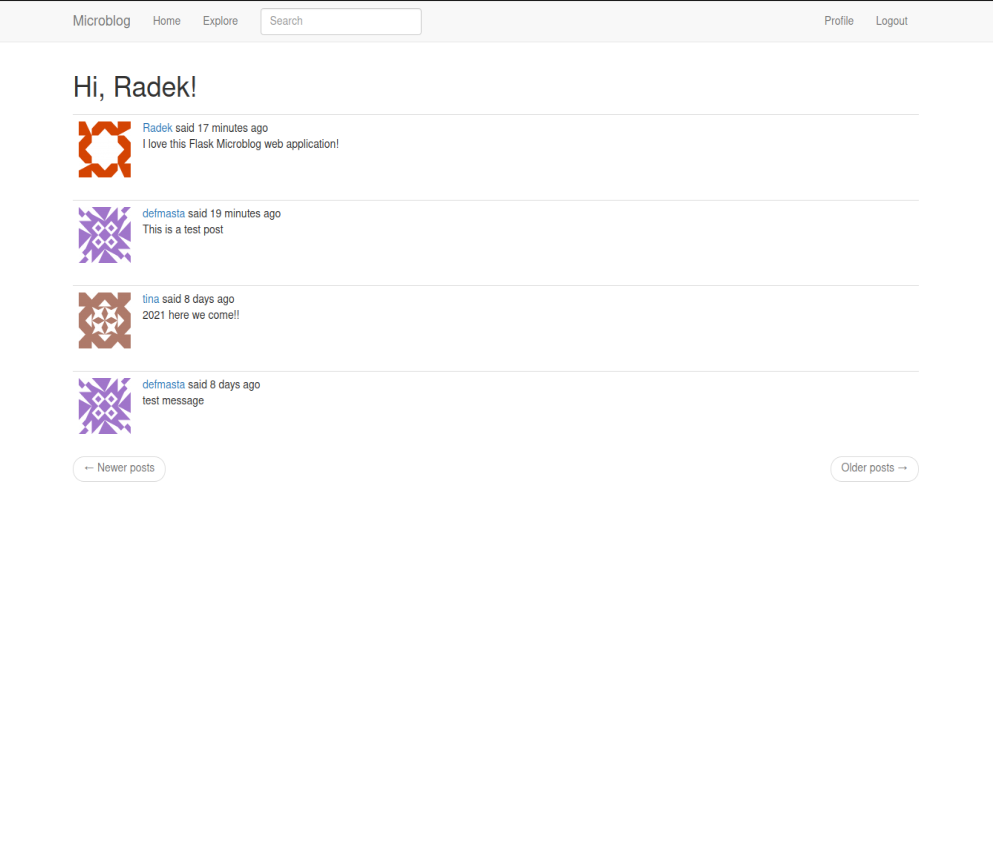 Microblog Home Explore Search Profile Logout
Hi, Radek!
Radek said 17 minutes ago
I love this Flask Microblog web application!
defmasta said 19 minutes ago
This is a test post
tina said 8 days ago
2021 here we come!!
defmasta said 8 days ago
test message
← Newer posts Older posts →